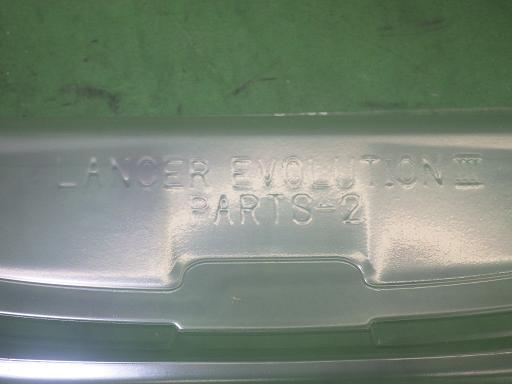 LANCER EVOLUTION III
PARTS-2